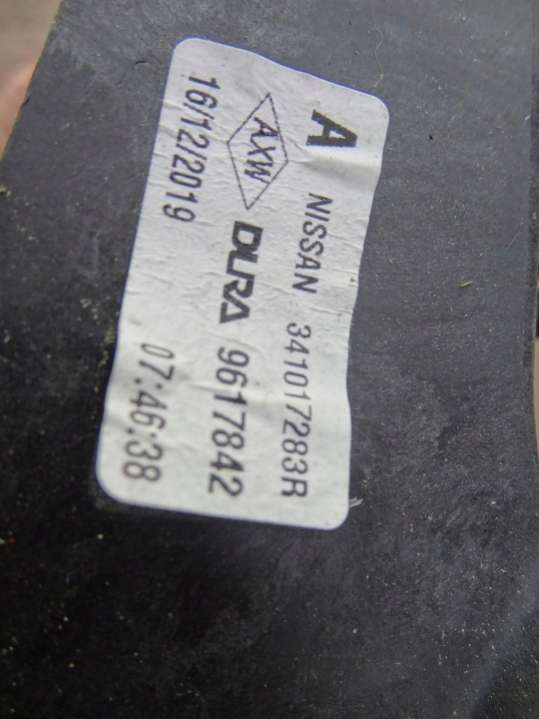 A NISSAN 341017283R
AXW DURA 9617842
16/12/2019 07:46:38